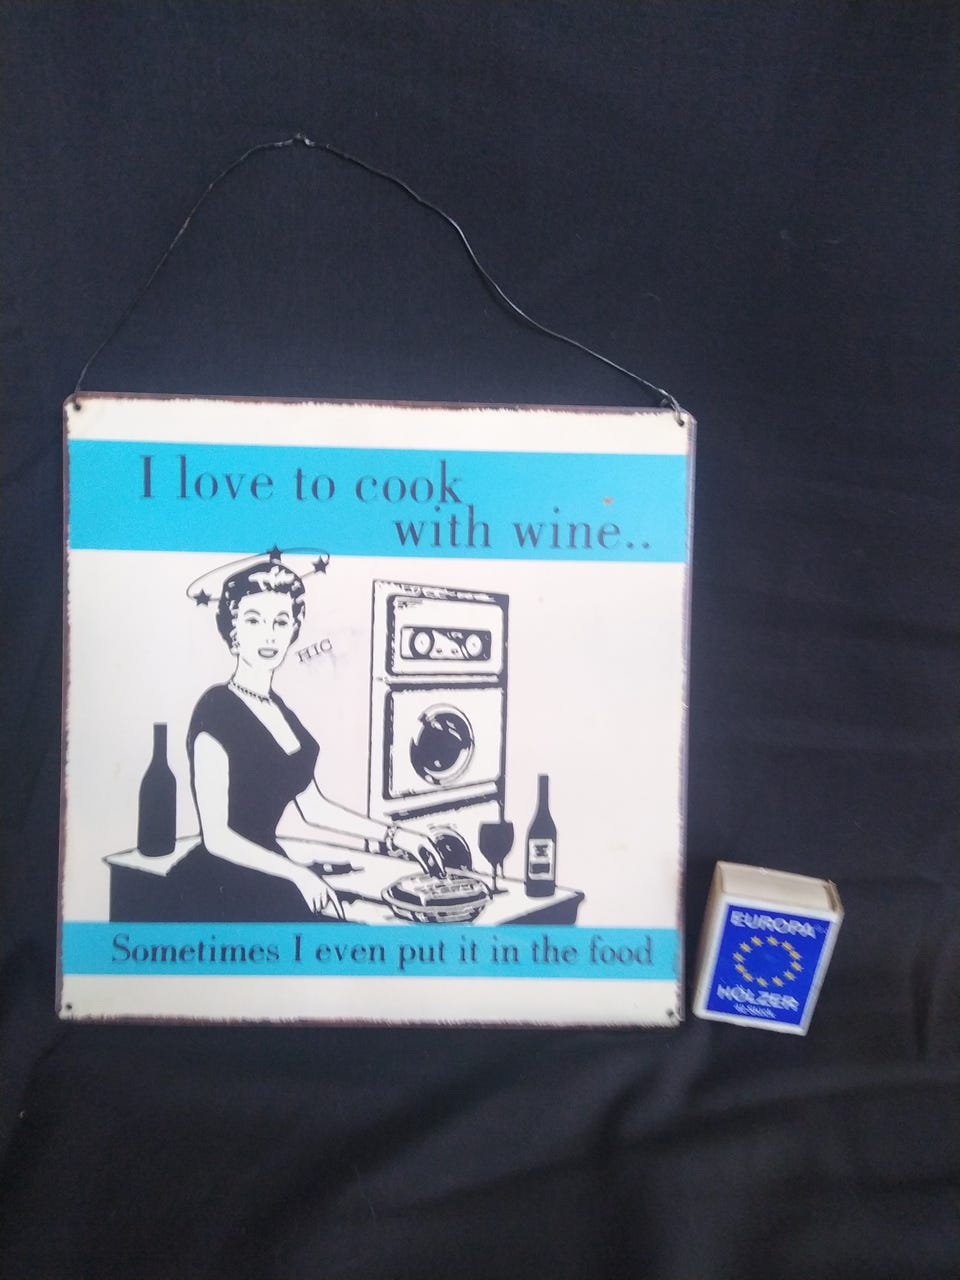 I love to cook
with wine..
HIC
Sometimes I even put it in the food
EUROPA
HÖLZER